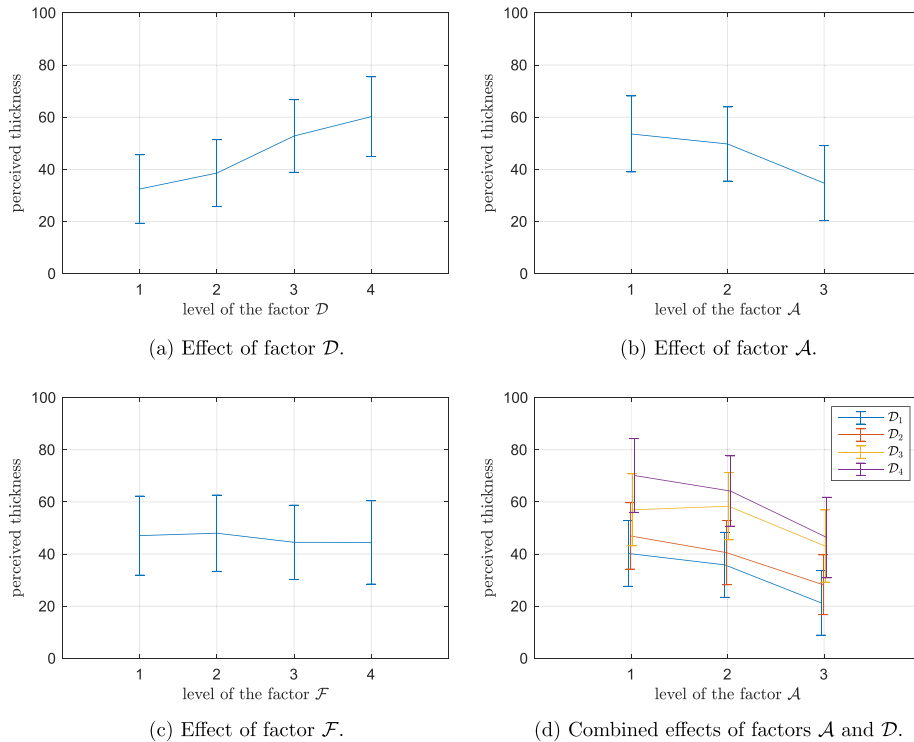 100
80
60
40
20
0
perceived thickness
1 2 3 4
level of the factor 𝒟
(a) Effect of factor 𝒟.
100
80
60
40
20
0
perceived thickness
1 2 3
level of the factor 𝒜
(b) Effect of factor 𝒜.
100
80
60
40
20
0
perceived thickness
1 2 3 4
level of the factor ℱ
(c) Effect of factor ℱ.
100
80
60
40
20
0
perceived thickness
𝒟₁
𝒟₂
𝒟₃
𝒟₄
1 2 3
level of the factor 𝒜
(d) Combined effects of factors 𝒜 and 𝒟.